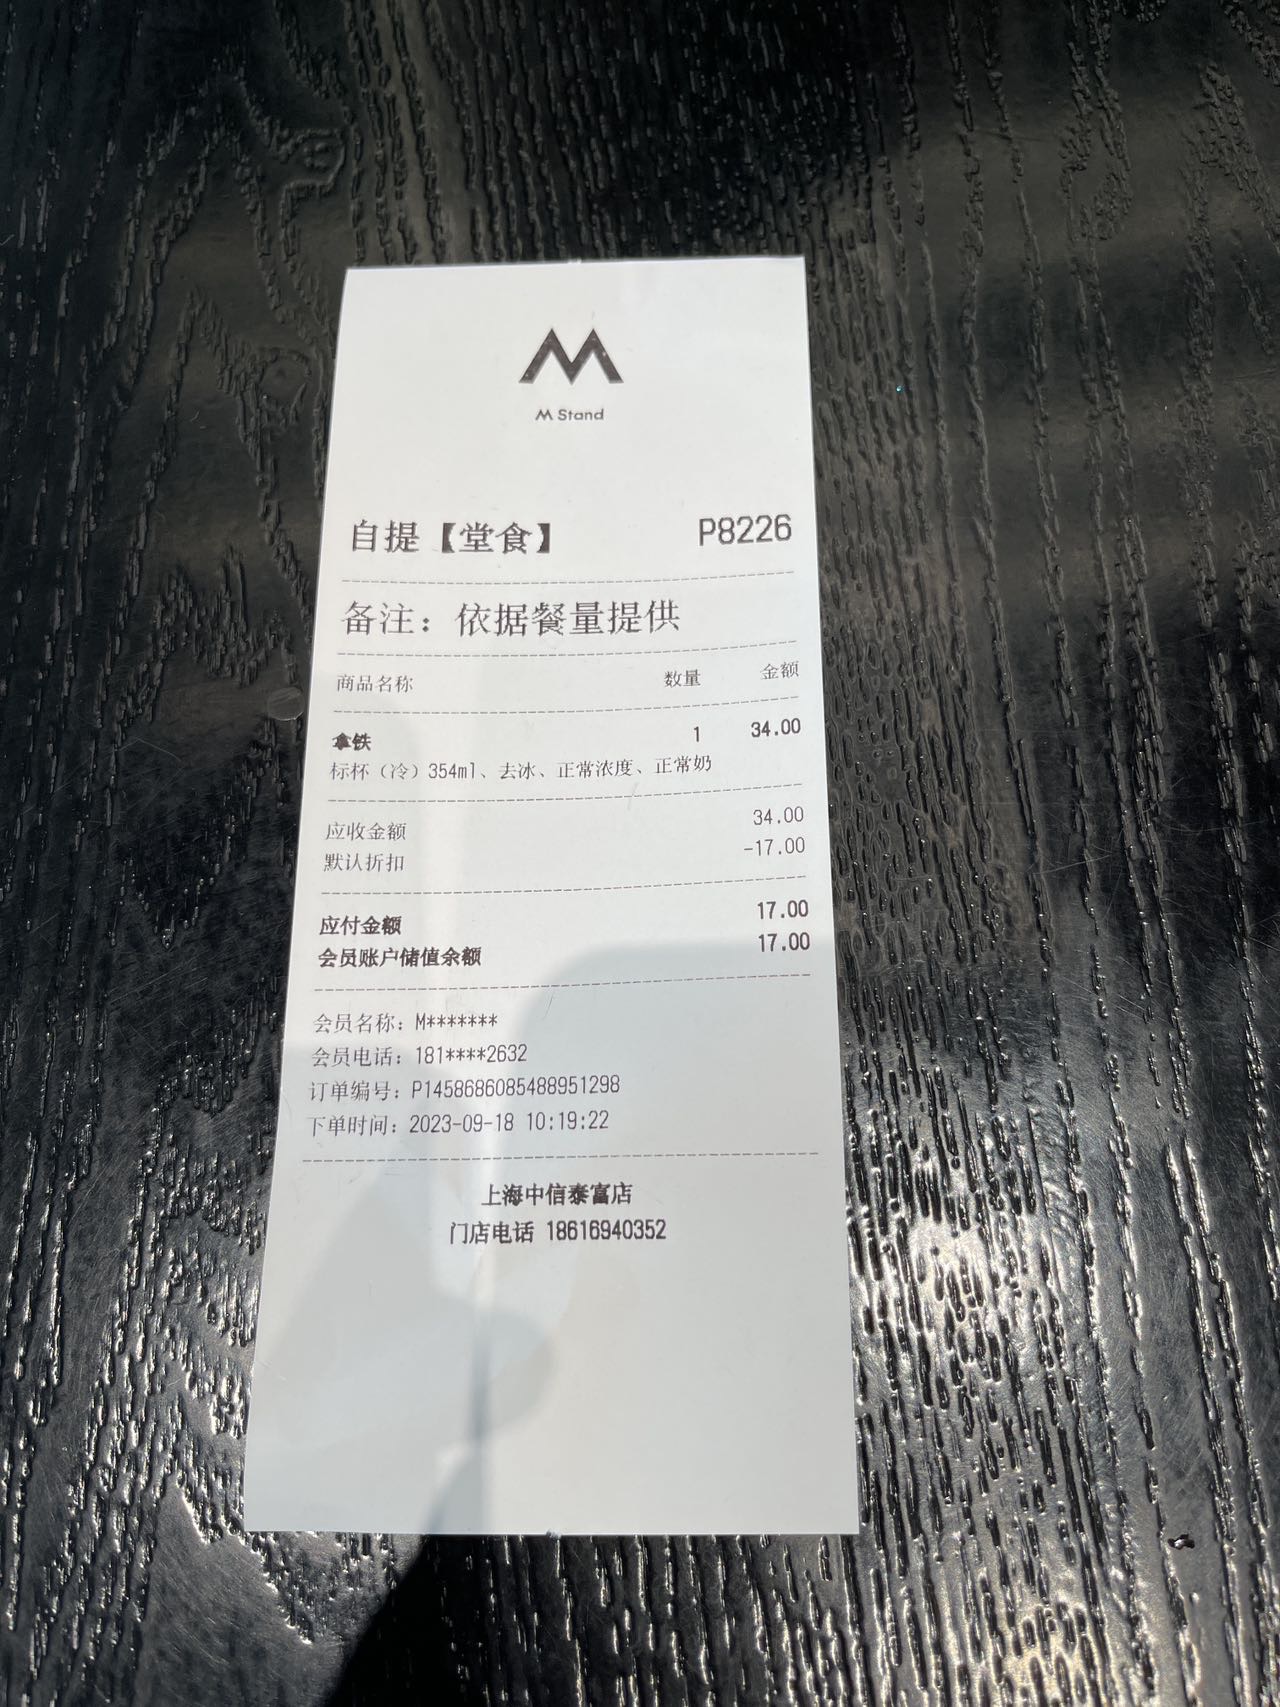 M
M Stand
自提【堂食】 P8226
备注：依据餐量提供
商品名称 数量 金额
拿铁 1 34.00
标杯（冷）354ml、去冰、正常浓度、正常奶
应收金额 34.00
默认折扣 -17.00
应付金额 17.00
会员账户储值余额 17.00
会员名称：M*******
会员电话：181****2632
订单编号：P1458686085488951298
下单时间：2023-09-18 10:19:22
上海中信泰富店
门店电话 18616940352